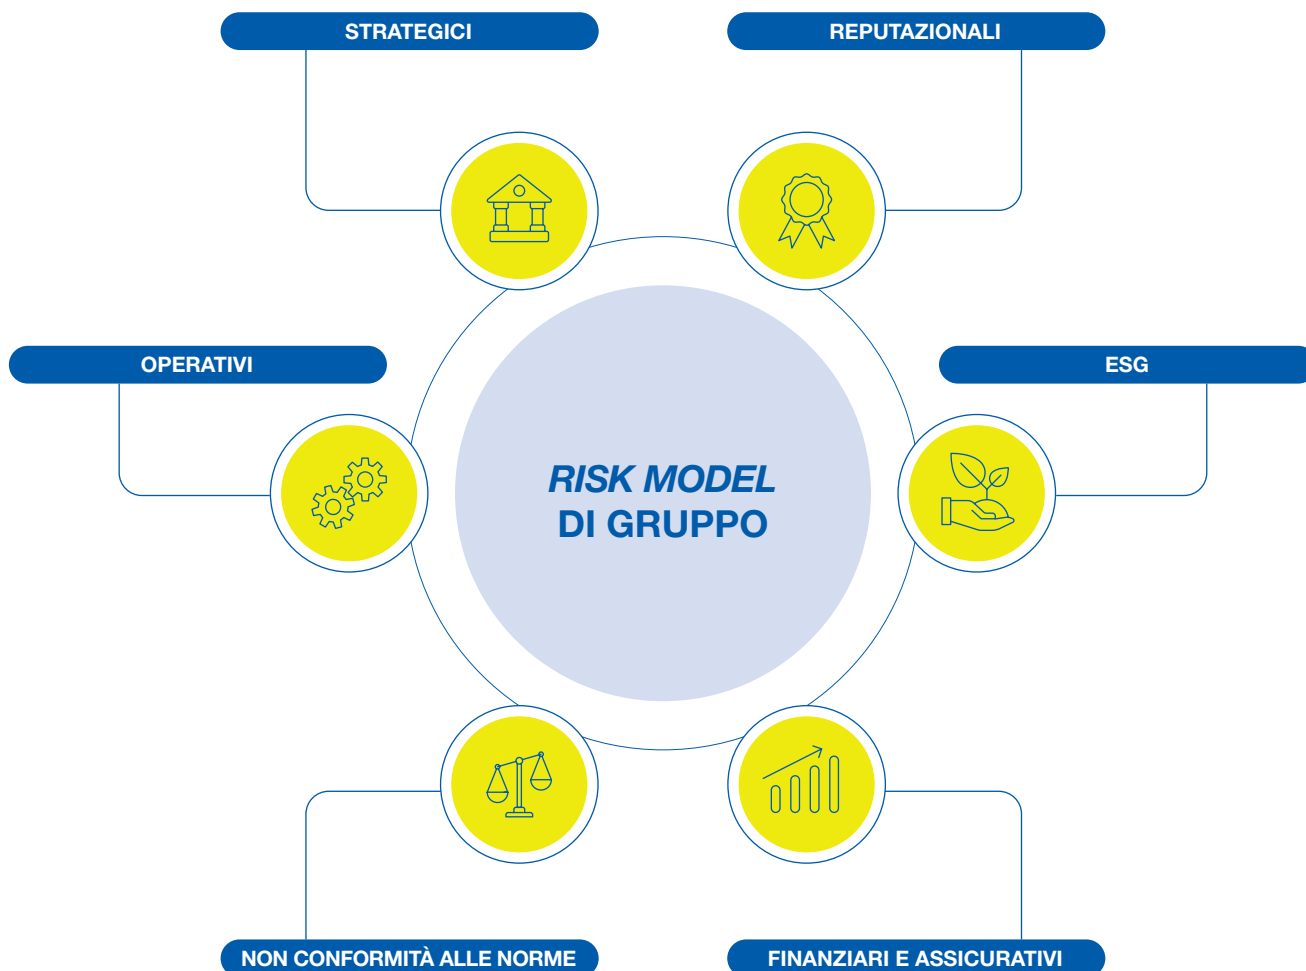 STRATEGICI
REPUTAZIONALI
OPERATIVI
ESG
RISK MODEL
DI GRUPPO
NON CONFORMITÀ ALLE NORME
FINANZIARI E ASSICURATIVI